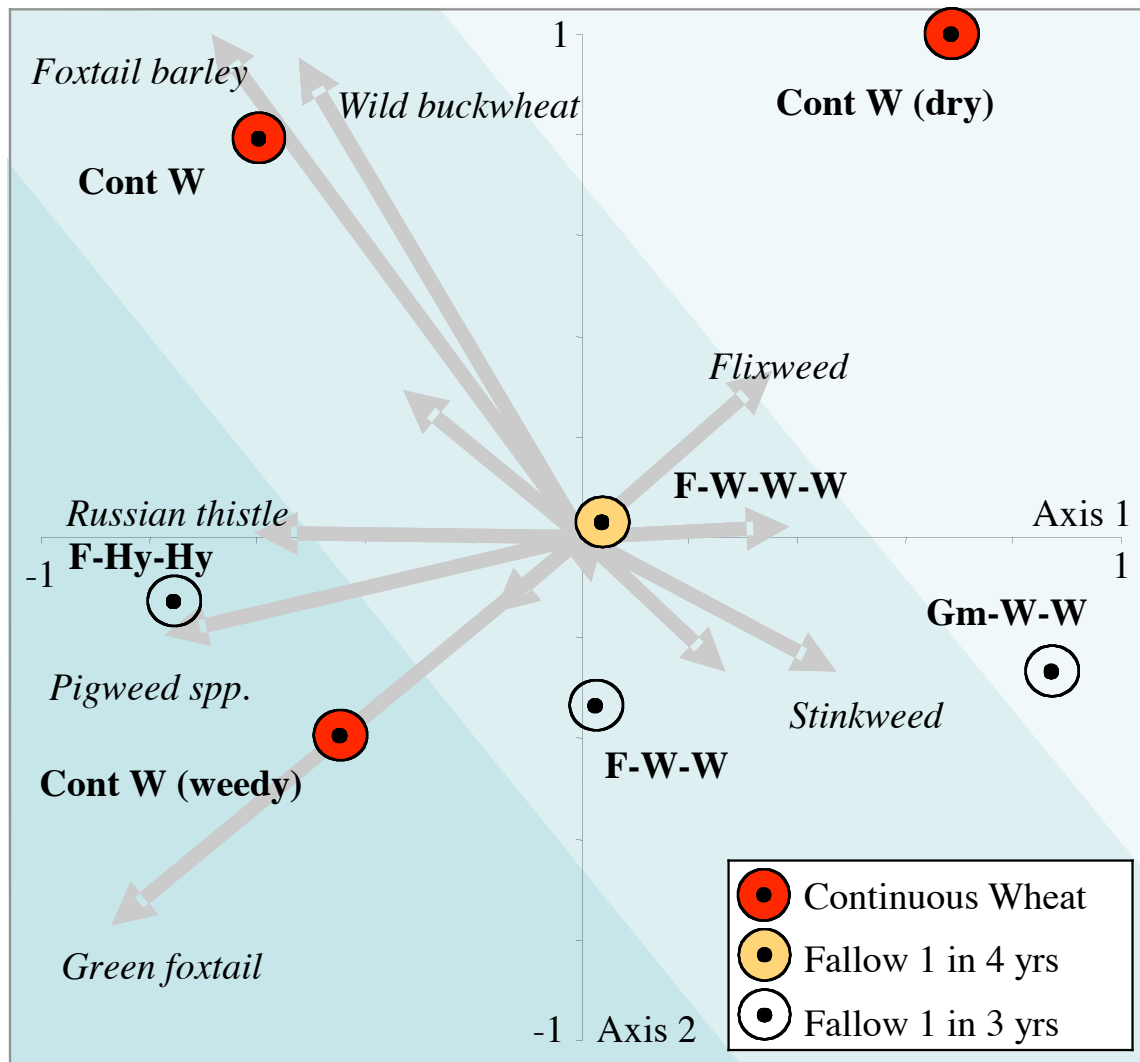 1
Foxtail barley
Wild buckwheat
Cont W (dry)
Cont W
Flixweed
F-W-W-W
Russian thistle
Axis 1
F-Hy-Hy
-1
1
Gm-W-W
Pigweed spp.
Stinkweed
F-W-W
Cont W (weedy)
Continuous Wheat
Green foxtail
Fallow 1 in 4 yrs
Fallow 1 in 3 yrs
-1
Axis 2